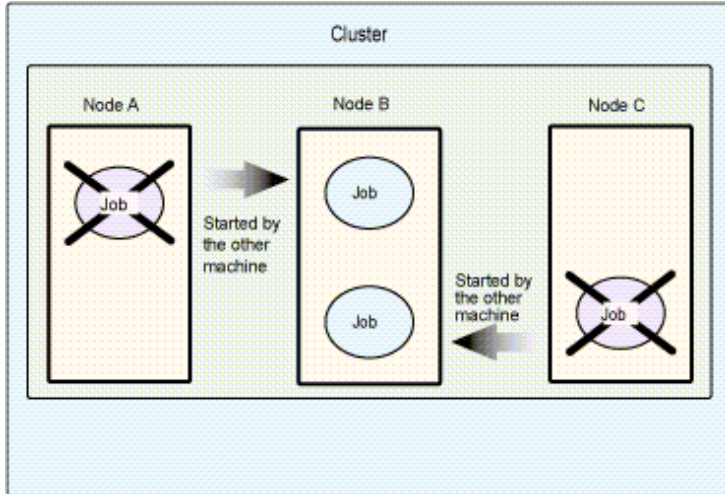 Cluster
Node A
Node B
Node C
Job
Job
Started by
the other
machine
Job
Started by
the other
machine
Job